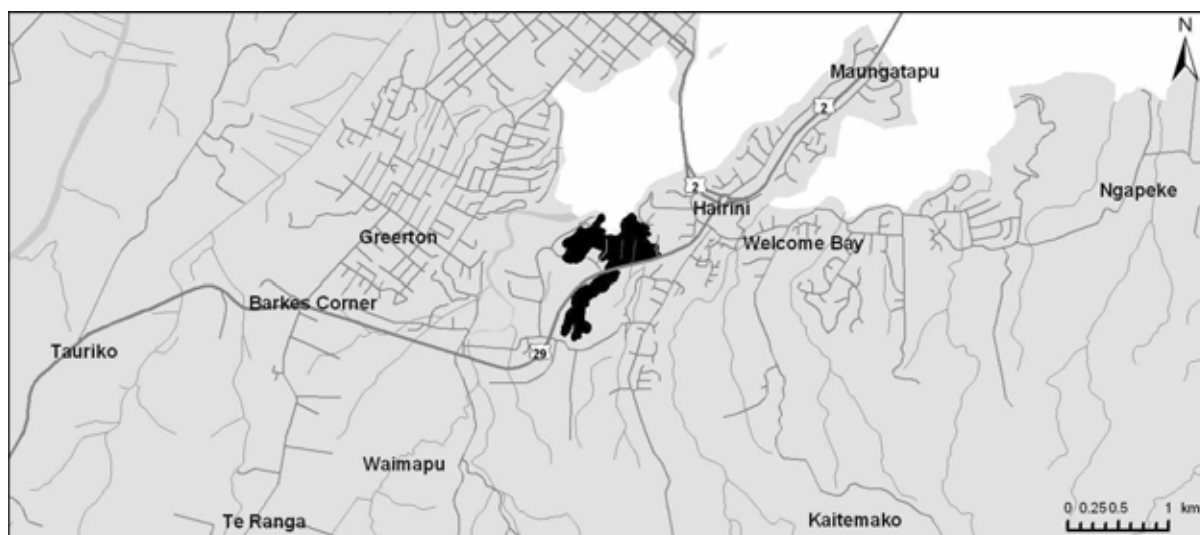 N
Maungatapu
2
2
Ngapeke
Hairini
Greerton
Welcome Bay
Barkes Corner
Tauriko
29
Waimapu
Te Ranga
Kaitemako
0 0.25 0.5 1 km